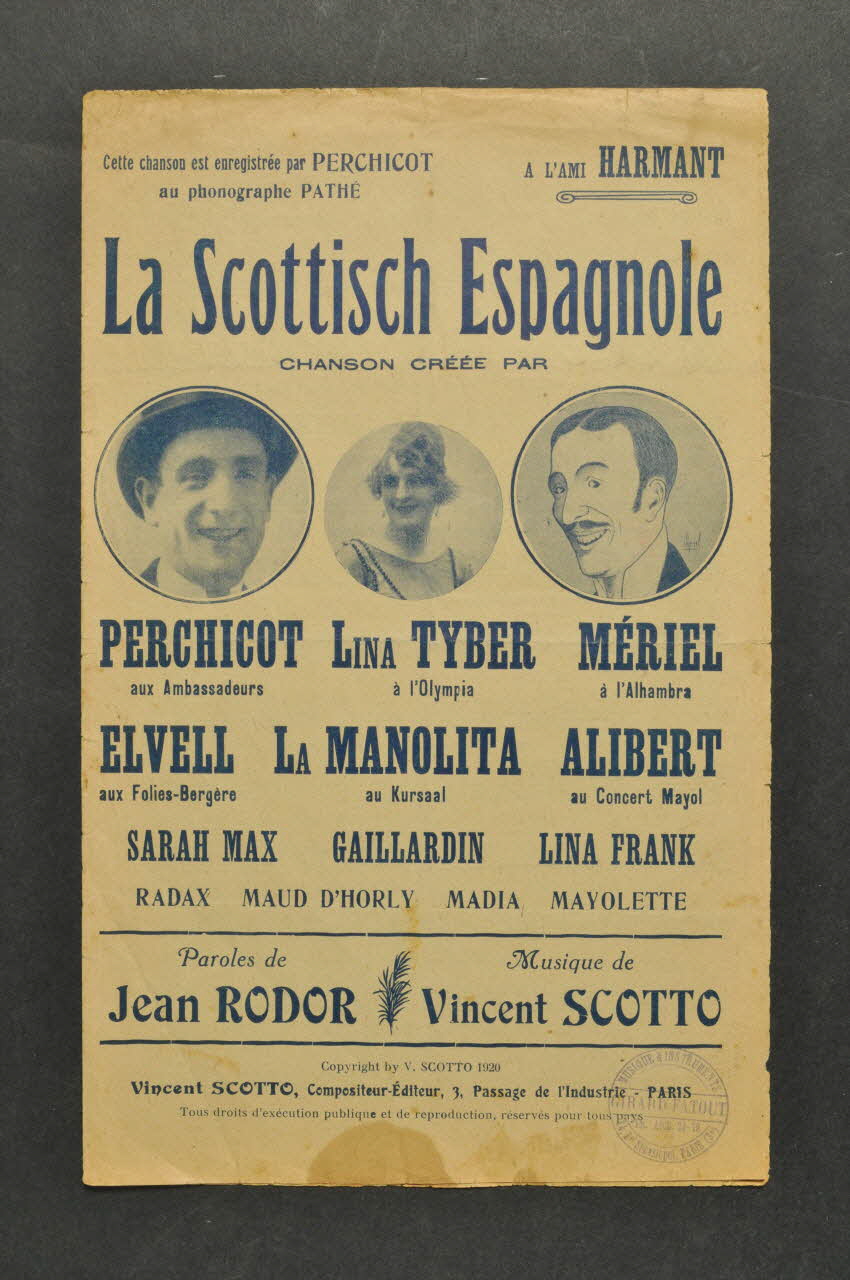 Cette chanson est enregistrée par PERCHICOT
au phonographe PATHÉ
A L'AMI HARMANT
La Scottisch Espagnole
CHANSON CRÉÉE PAR
PERCHICOT LINA TYBER MÉRIEL
aux Ambassadeurs à l'Olympia à l'Alhambra
ELVELL LA MANOLITA ALIBERT
aux Folies-Bergère au Kursaal au Concert Mayol
SARAH MAX GAILLARDIN LINA FRANK
RADAX MAUD D'HORLY MADIA MAYOLETTE
Paroles de Musique de
Jean RODOR Vincent SCOTTO
Copyright by V. SCOTTO 1920
Vincent SCOTTO, Compositeur-Éditeur, 3, Passage de l'Industrie - PARIS
Tous droits d'exécution publique et de reproduction, réservés pour tous pays
MUSIQUE & INSTRUMENTS
PARIS